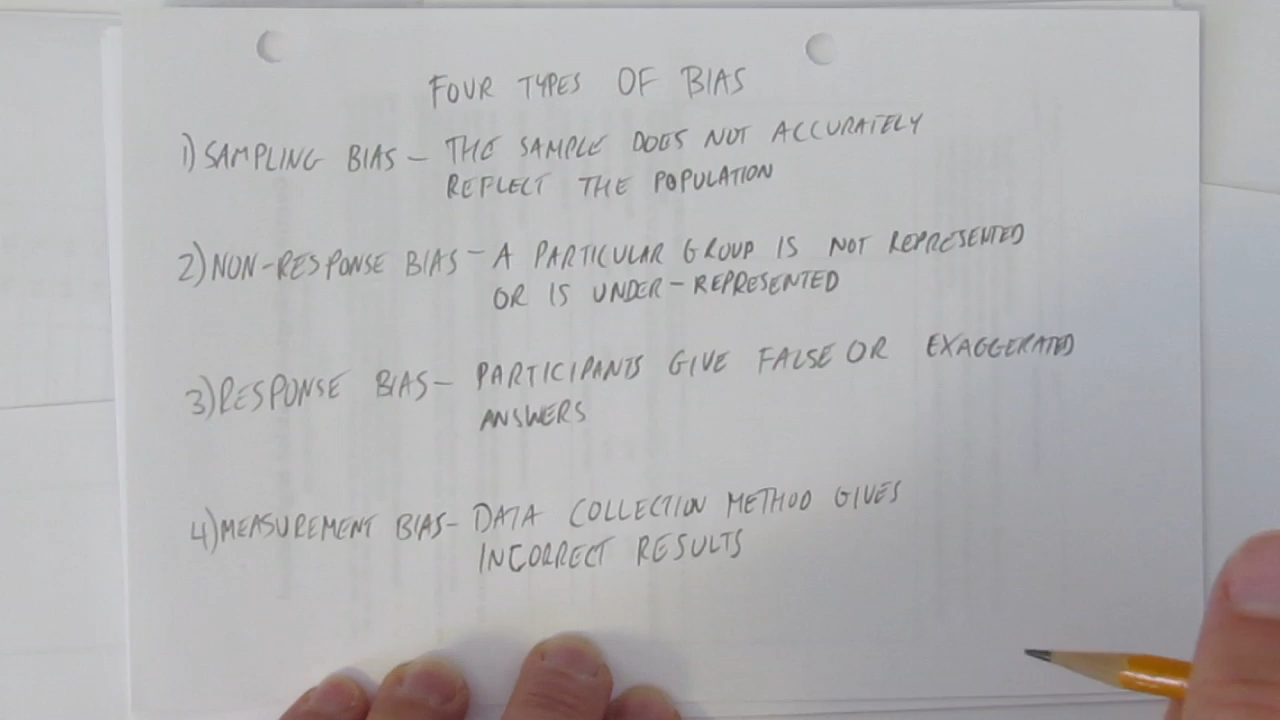 FOUR TYPES OF BIAS
1) SAMPLING BIAS - THE SAMPLE DOES NOT ACCURATELY
REFLECT THE POPULATION
2) NON-RESPONSE BIAS - A PARTICULAR GROUP IS NOT REPRESENTED
OR IS UNDER-REPRESENTED
3) RESPONSE BIAS - PARTICIPANTS GIVE FALSE OR EXAGGERATED
ANSWERS
4) MEASUREMENT BIAS - DATA COLLECTION METHOD GIVES
INCORRECT RESULTS